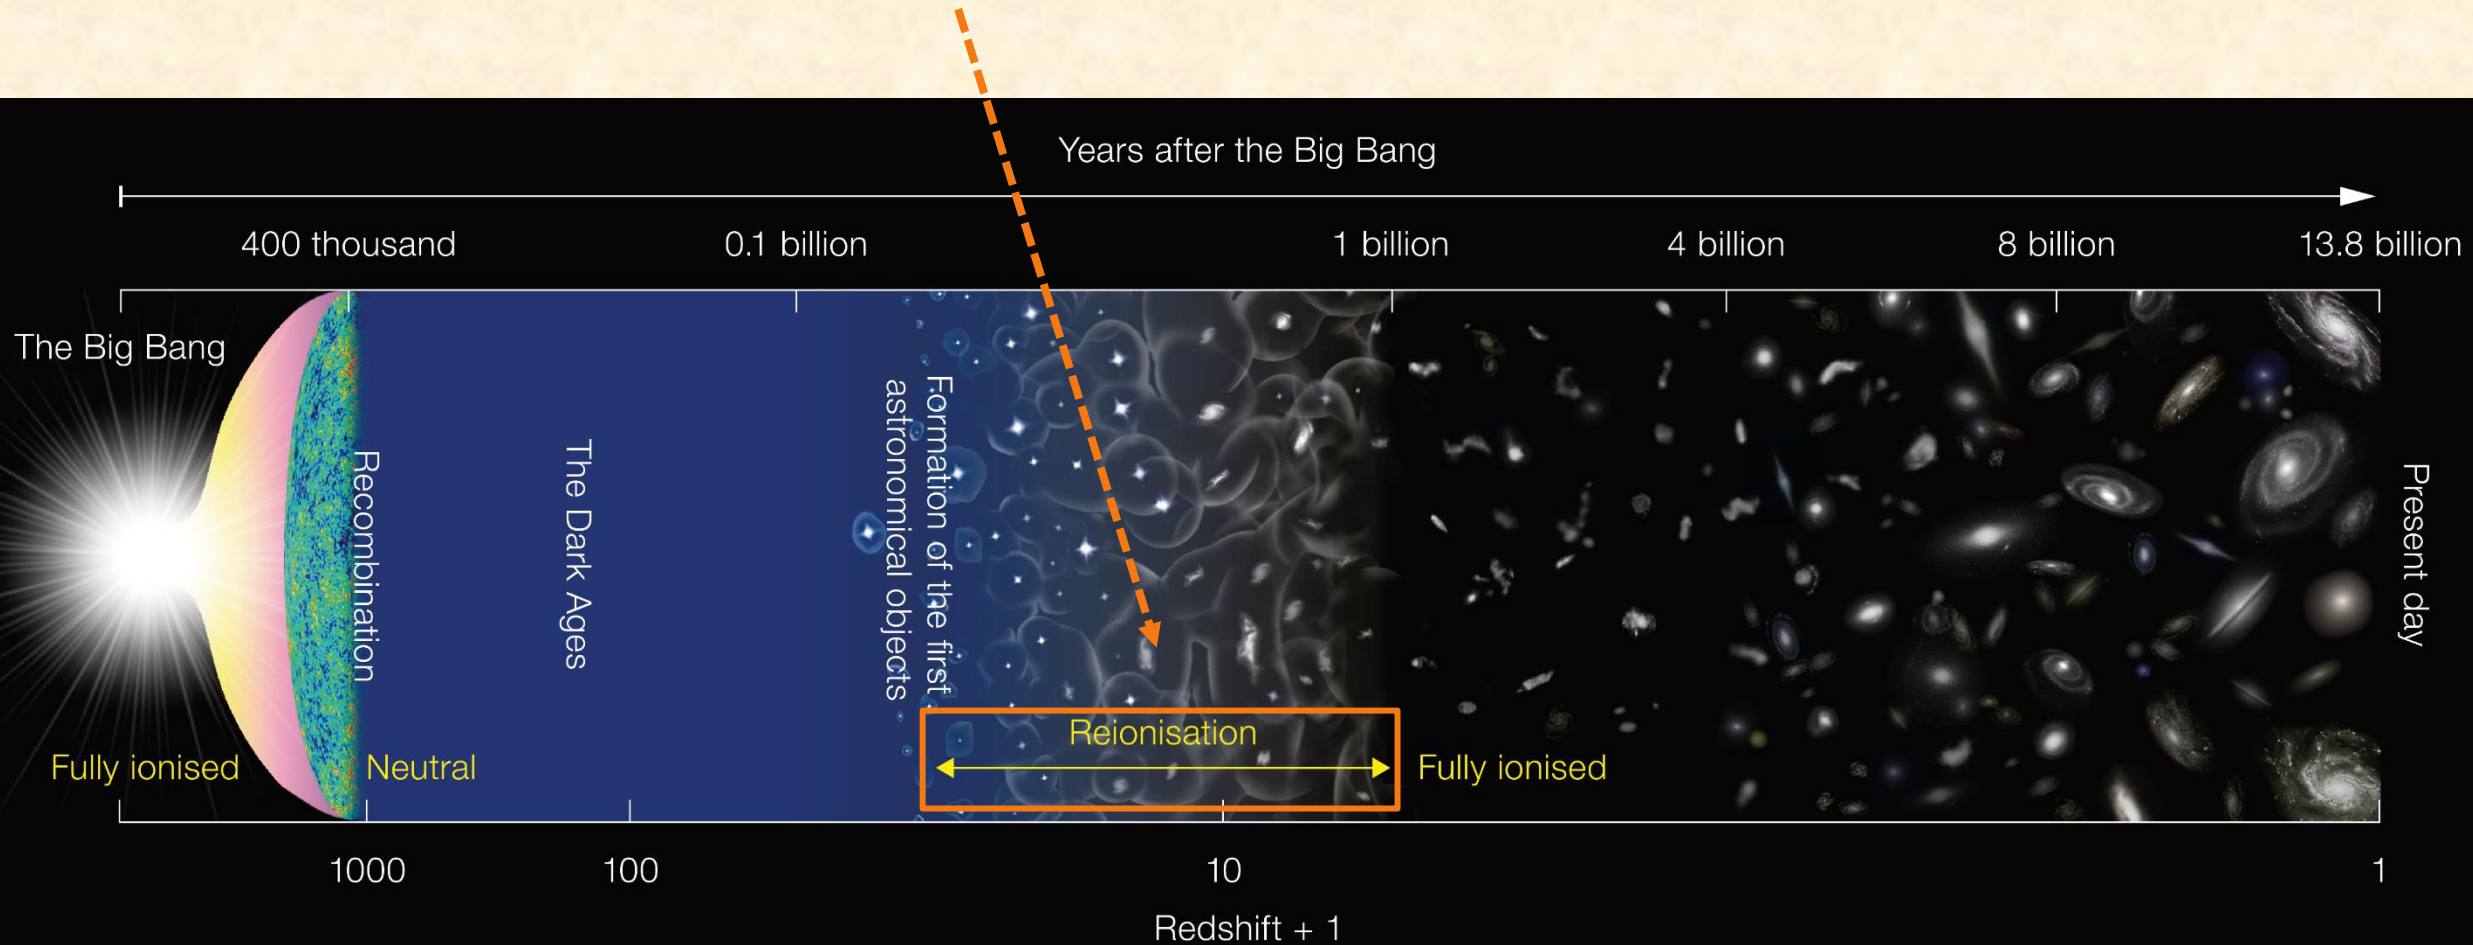 Years after the Big Bang
400 thousand
0.1 billion
1 billion
4 billion
8 billion
13.8 billion
The Big Bang
Recombination
The Dark Ages
Formation of the first
astronomical objects
Present day
Fully ionised
Neutral
Reionisation
Fully ionised
1000
100
10
1
Redshift + 1